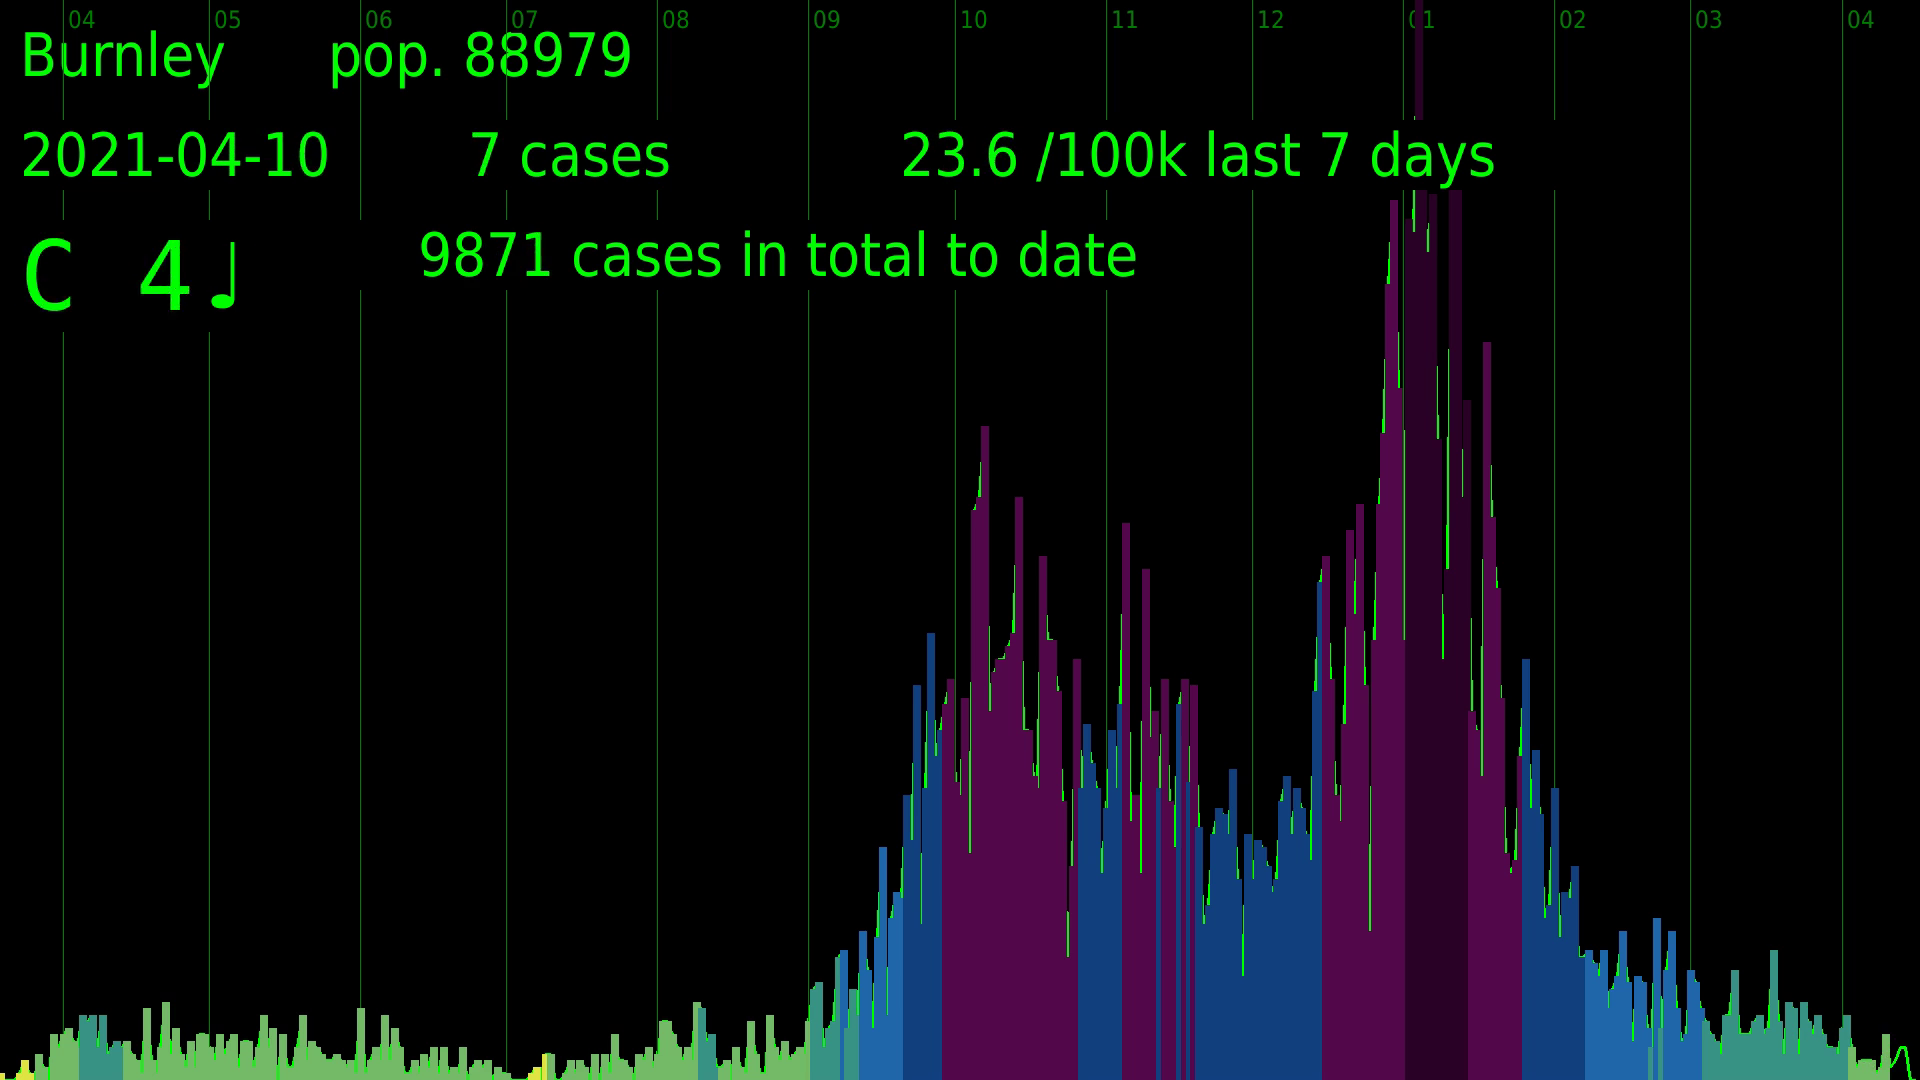 04 05 06 07 08 09 10 11 12 01 02 03 04
Burnley pop. 88979
2021-04-10 7 cases 23.6 /100k last 7 days
C 4♩ 9871 cases in total to date